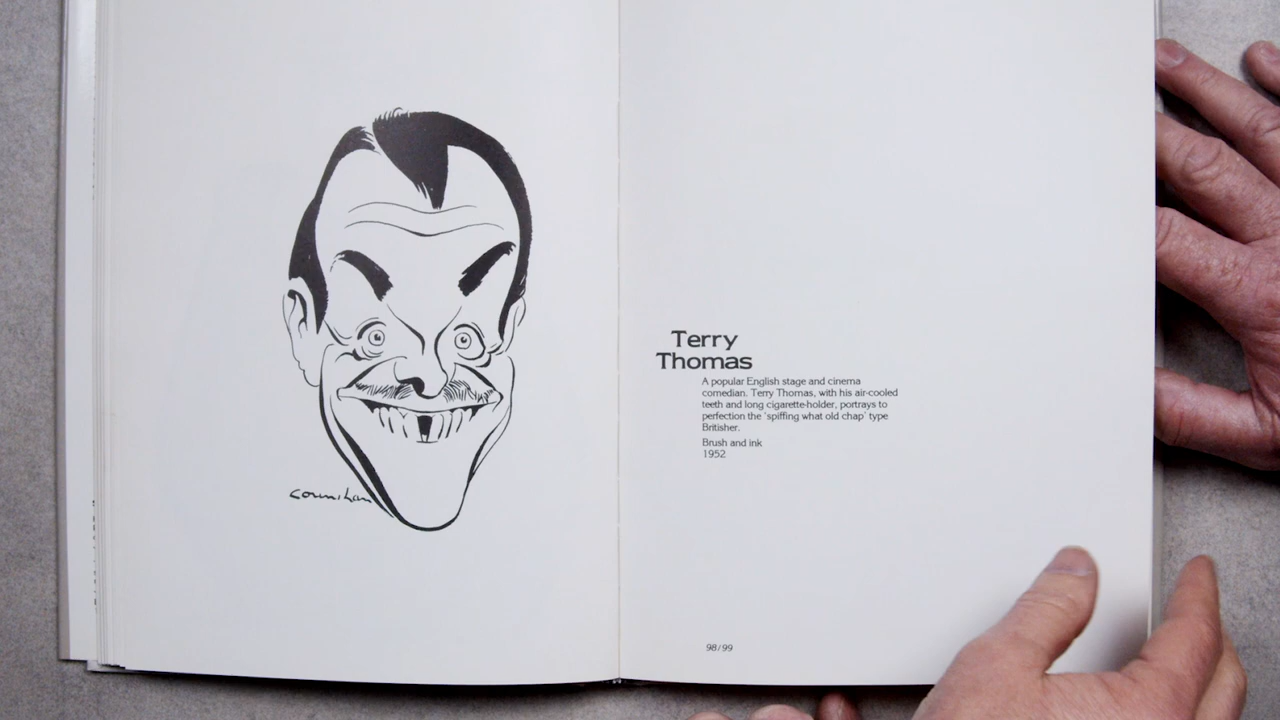 Counihan
Terry
Thomas
A popular English stage and cinema
comedian. Terry Thomas, with his air-cooled
teeth and long cigarette-holder, portrays to
perfection the 'spiffing what old chap' type
Britisher.
Brush and ink
1952
98/99